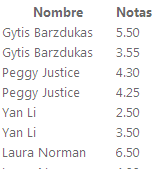 Nombre Notas
Gytis Barzdukas 5.50
Gytis Barzdukas 3.55
Peggy Justice 4.30
Peggy Justice 4.25
Yan Li 2.50
Yan Li 3.50
Laura Norman 6.50